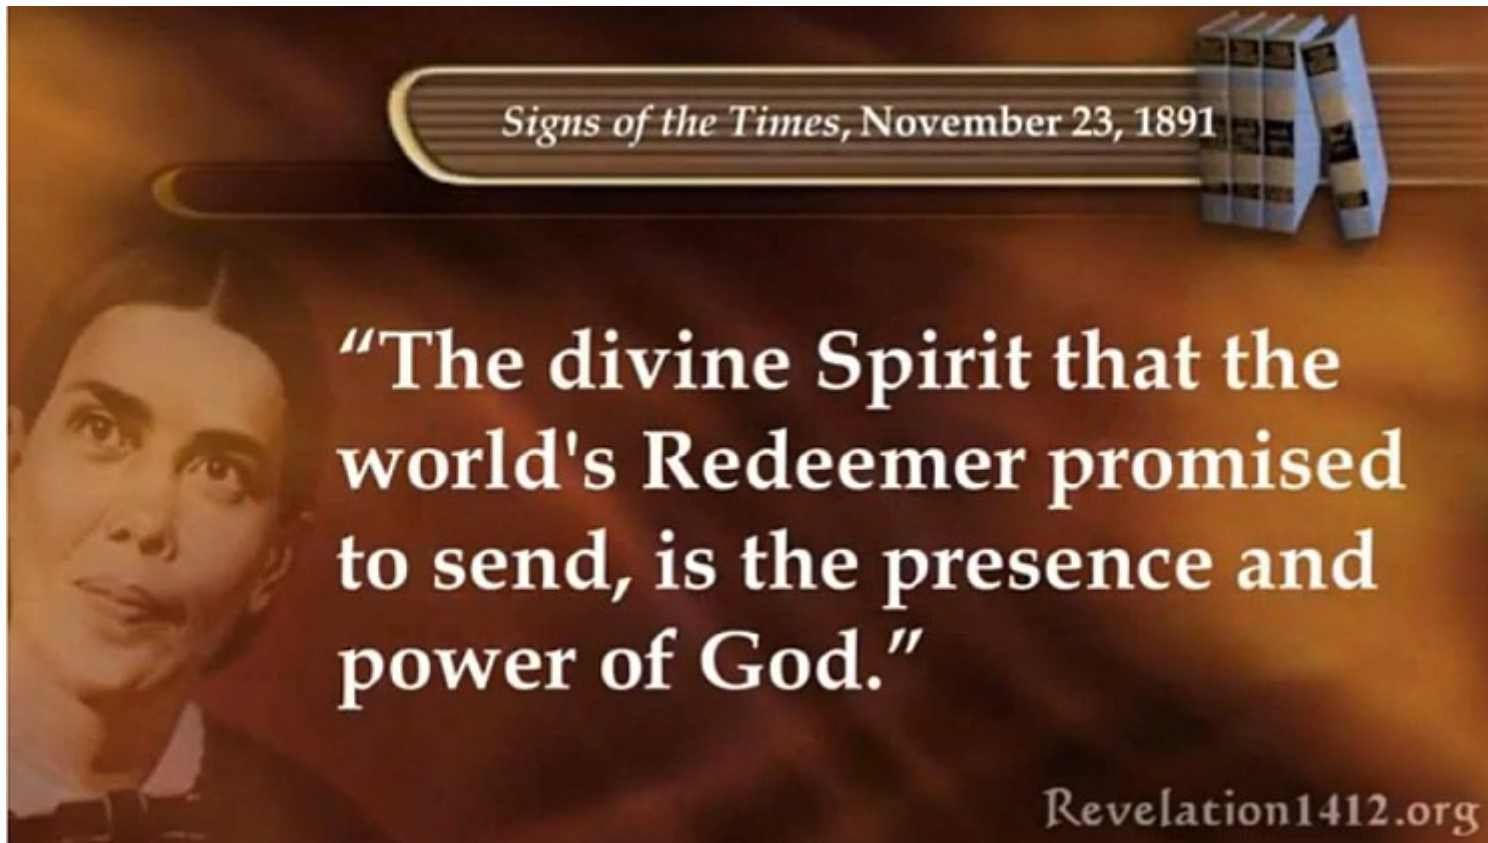 Signs of the Times, November 23, 1891
“The divine Spirit that the
world's Redeemer promised
to send, is the presence and
power of God.”
Revelation1412.org